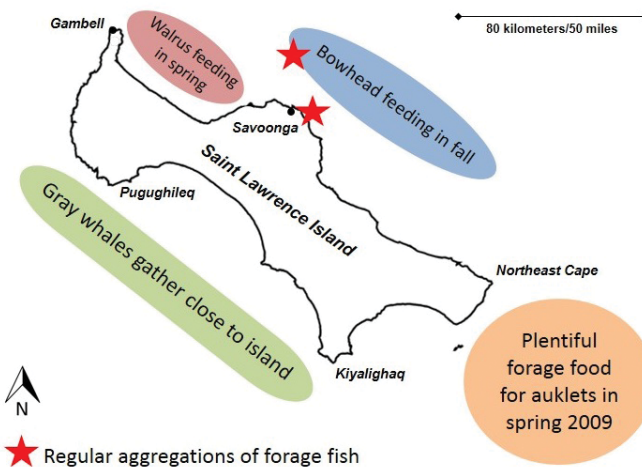 Gambell
Walrus feeding
in spring
80 kilometers/50 miles
Bowhead feeding in fall
Savoonga
Saint Lawrence Island
Pugughileq
Gray whales gather close to island
Northeast Cape
Kiyalighaq
Plentiful
forage food
for auklets in
spring 2009
N
Regular aggregations of forage fish